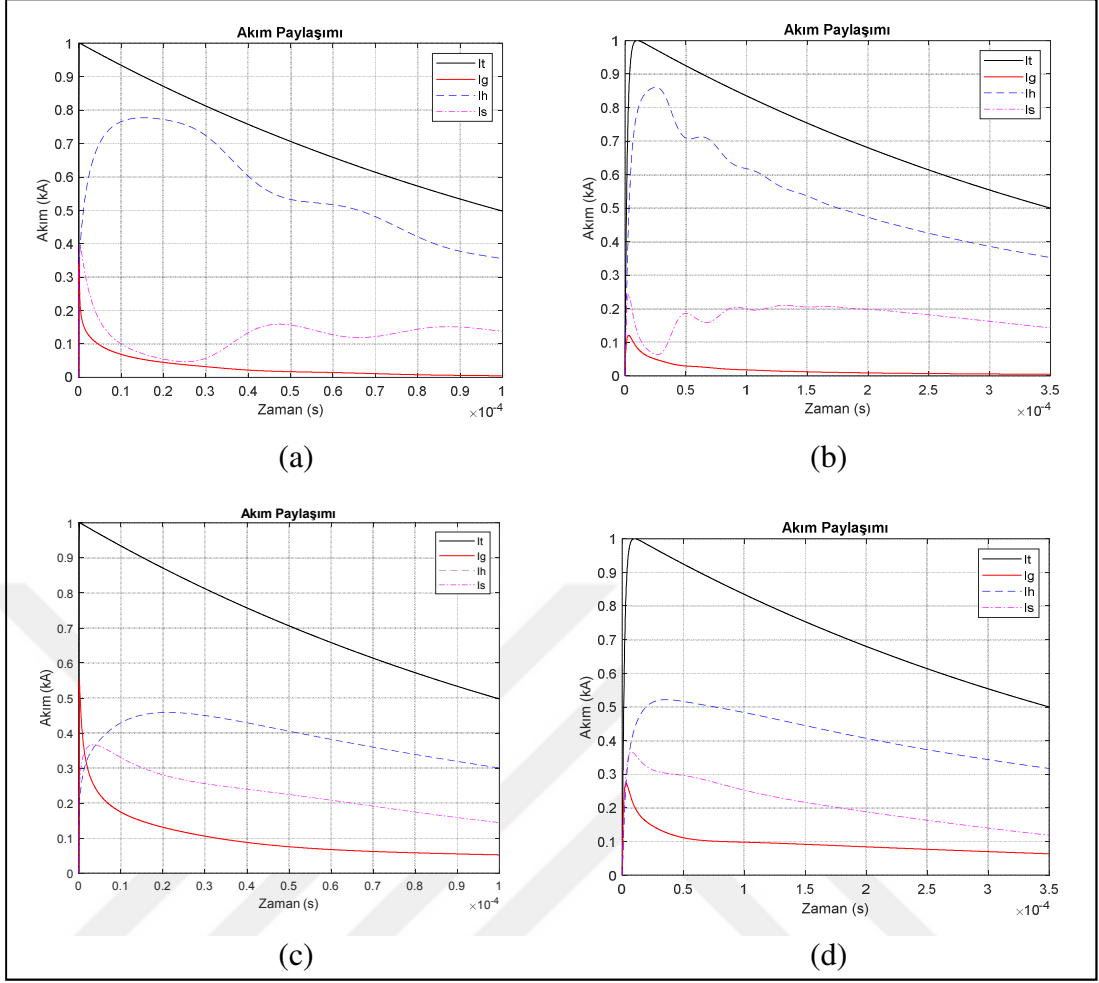 Akım Paylaşımı
1
0.9
0.8
0.7
0.6
0.5
0.4
0.3
0.2
0.1
0
Akım (kA)
It
Ig
Ih
Is
0 0.1 0.2 0.3 0.4 0.5 0.6 0.7 0.8 0.9 1
Zaman (s)
×10-4
(a)
Akım Paylaşımı
1
0.9
0.8
0.7
0.6
0.5
0.4
0.3
0.2
0.1
0
Akım (kA)
It
Ig
Ih
Is
0 0.5 1 1.5 2 2.5 3 3.5
Zaman (s)
×10-4
(b)
Akım Paylaşımı
1
0.9
0.8
0.7
0.6
0.5
0.4
0.3
0.2
0.1
0
Akım (kA)
It
Ig
Ih
Is
0 0.1 0.2 0.3 0.4 0.5 0.6 0.7 0.8 0.9 1
Zaman (s)
×10-4
(c)
Akım Paylaşımı
1
0.9
0.8
0.7
0.6
0.5
0.4
0.3
0.2
0.1
0
Akım (kA)
It
Ig
Ih
Is
0 0.5 1 1.5 2 2.5 3 3.5
Zaman (s)
×10-4
(d)